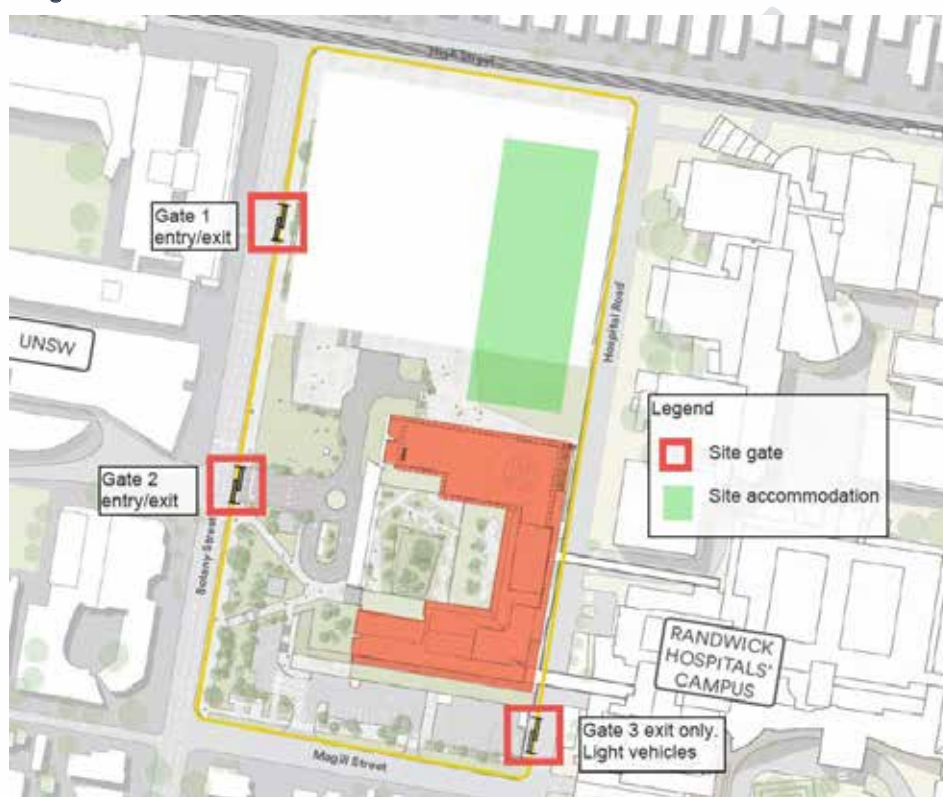 High Street
Gate 1
entry/exit
Hospital Road
UNSW
Legend
Site gate
Site accommodation
Gate 2
entry/exit
Botany Street
RANDWICK
HOSPITALS'
CAMPUS
Gate 3 exit only.
Light vehicles
Magill Street